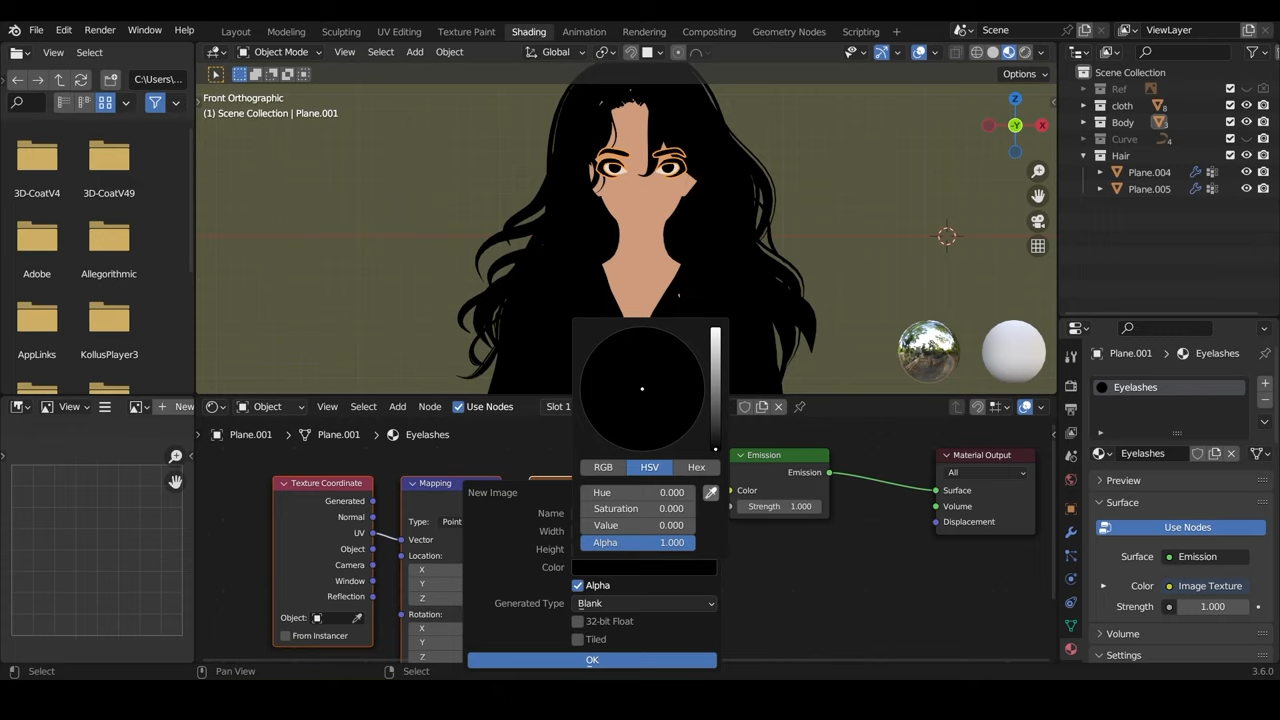 File Edit Render Window Help Layout Modeling Sculpting UV Editing Texture Paint Shading Animation Rendering Compositing Geometry Nodes Scripting Scene ViewLayer
View Select Object Mode View Select Add Object Global
C:\Users\... Options
Front Orthographic
(1) Scene Collection | Plane.001
Z
X
-Y
Scene Collection
Ref
cloth 8
Body 3
Curve 4
Hair
Plane.004
Plane.005
3D-CoatV4 3D-CoatV49
Adobe Allegorithmic
AppLinks KollusPlayer3
View New Object View Select Add Node Use Nodes Slot 1
Plane.001 Plane.001 Eyelashes
Plane.001 Eyelashes
Eyelashes
Eyelashes
Preview
Surface
Use Nodes
Surface Emission
Color Image Texture
Strength 1.000
Volume
Settings
Texture Coordinate
Generated
Normal
UV
Object
Camera
Window
Reflection
Object:
From Instancer
Mapping
Type: Point
Vector
Location:
X
Y
Z
Rotation:
X
Y
Z
RGB HSV Hex
Hue 0.000
Saturation 0.000
Value 0.000
Alpha 1.000
New Image
Name
Width
Height
Color
Alpha
Generated Type Blank
32-bit Float
Tiled
OK
Emission
Emission
Color
Strength 1.000
Material Output
All
Surface
Volume
Displacement
Select Pan View Select 3.6.0